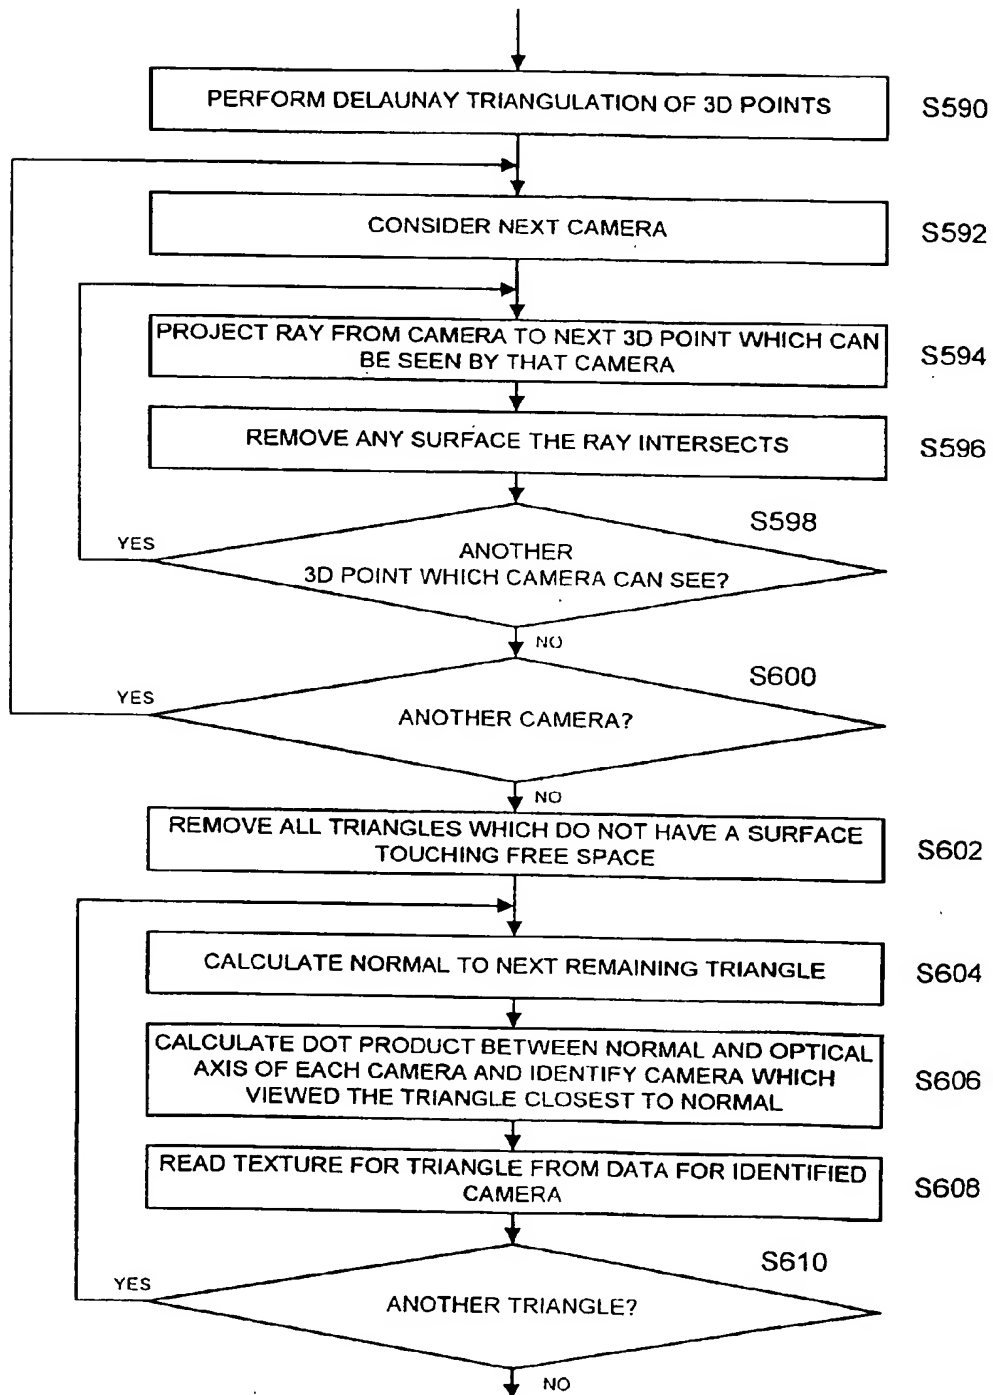 PERFORM DELAUNAY TRIANGULATION OF 3D POINTS
S590
CONSIDER NEXT CAMERA
S592
PROJECT RAY FROM CAMERA TO NEXT 3D POINT WHICH CAN
BE SEEN BY THAT CAMERA
S594
REMOVE ANY SURFACE THE RAY INTERSECTS
S596
S598
YES
ANOTHER
3D POINT WHICH CAMERA CAN SEE?
NO
S600
YES
ANOTHER CAMERA?
NO
REMOVE ALL TRIANGLES WHICH DO NOT HAVE A SURFACE
TOUCHING FREE SPACE
S602
CALCULATE NORMAL TO NEXT REMAINING TRIANGLE
S604
CALCULATE DOT PRODUCT BETWEEN NORMAL AND OPTICAL
AXIS OF EACH CAMERA AND IDENTIFY CAMERA WHICH
VIEWED THE TRIANGLE CLOSEST TO NORMAL
S606
READ TEXTURE FOR TRIANGLE FROM DATA FOR IDENTIFIED
CAMERA
S608
S610
YES
ANOTHER TRIANGLE?
NO